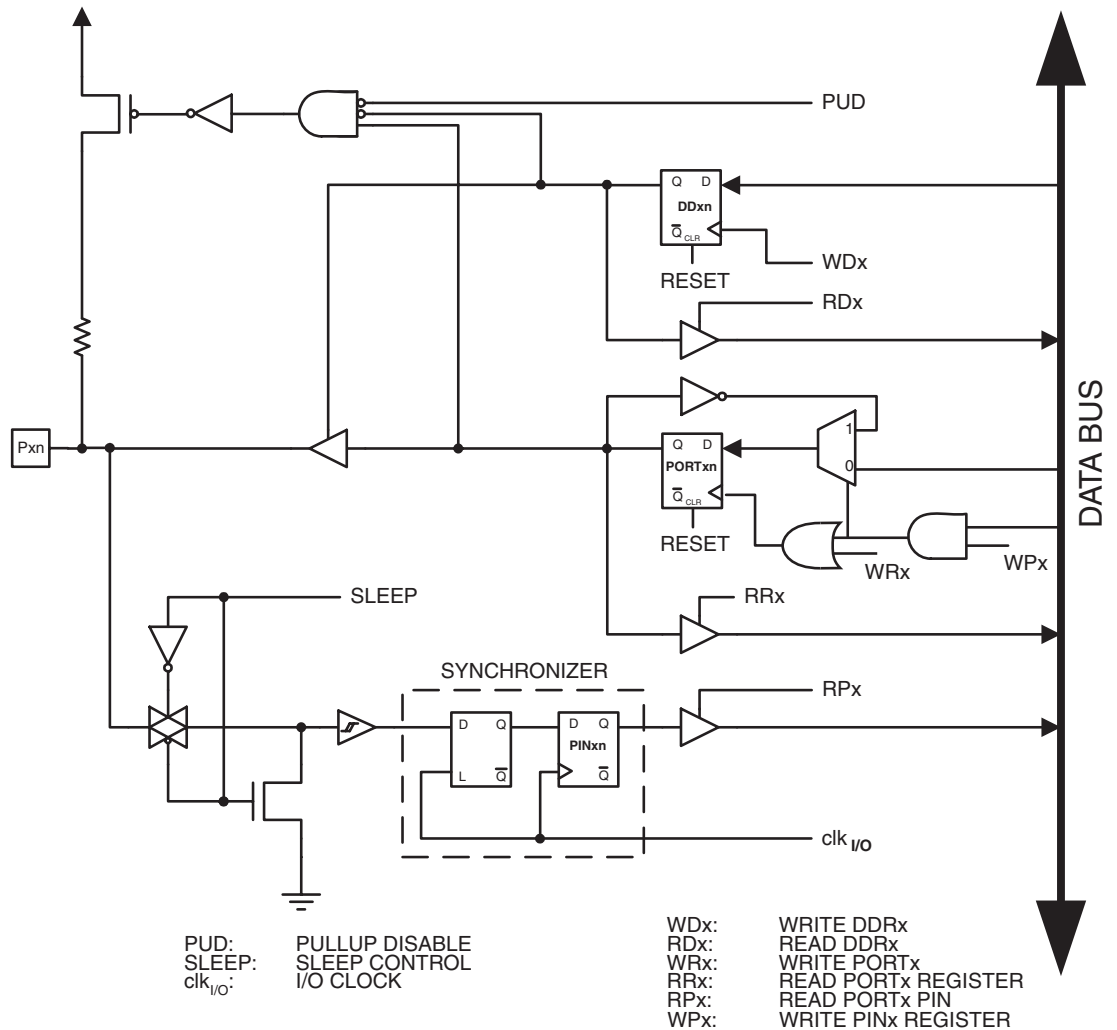 PUD
Q D
DDxn
Q CLR
WDx
RESET
RDx
Pxn
1
Q D
PORTxn
0
Q CLR
RESET
WRx
WPx
DATA BUS
SLEEP
RRx
SYNCHRONIZER
RPx
D Q
D Q
PINxn
L Q
Q
clk I/O
PUD: PULLUP DISABLE
SLEEP: SLEEP CONTROL
clkI/O: I/O CLOCK
WDx: WRITE DDRx
RDx: READ DDRx
WRx: WRITE PORTx
RRx: READ PORTx REGISTER
RPx: READ PORTx PIN
WPx: WRITE PINx REGISTER